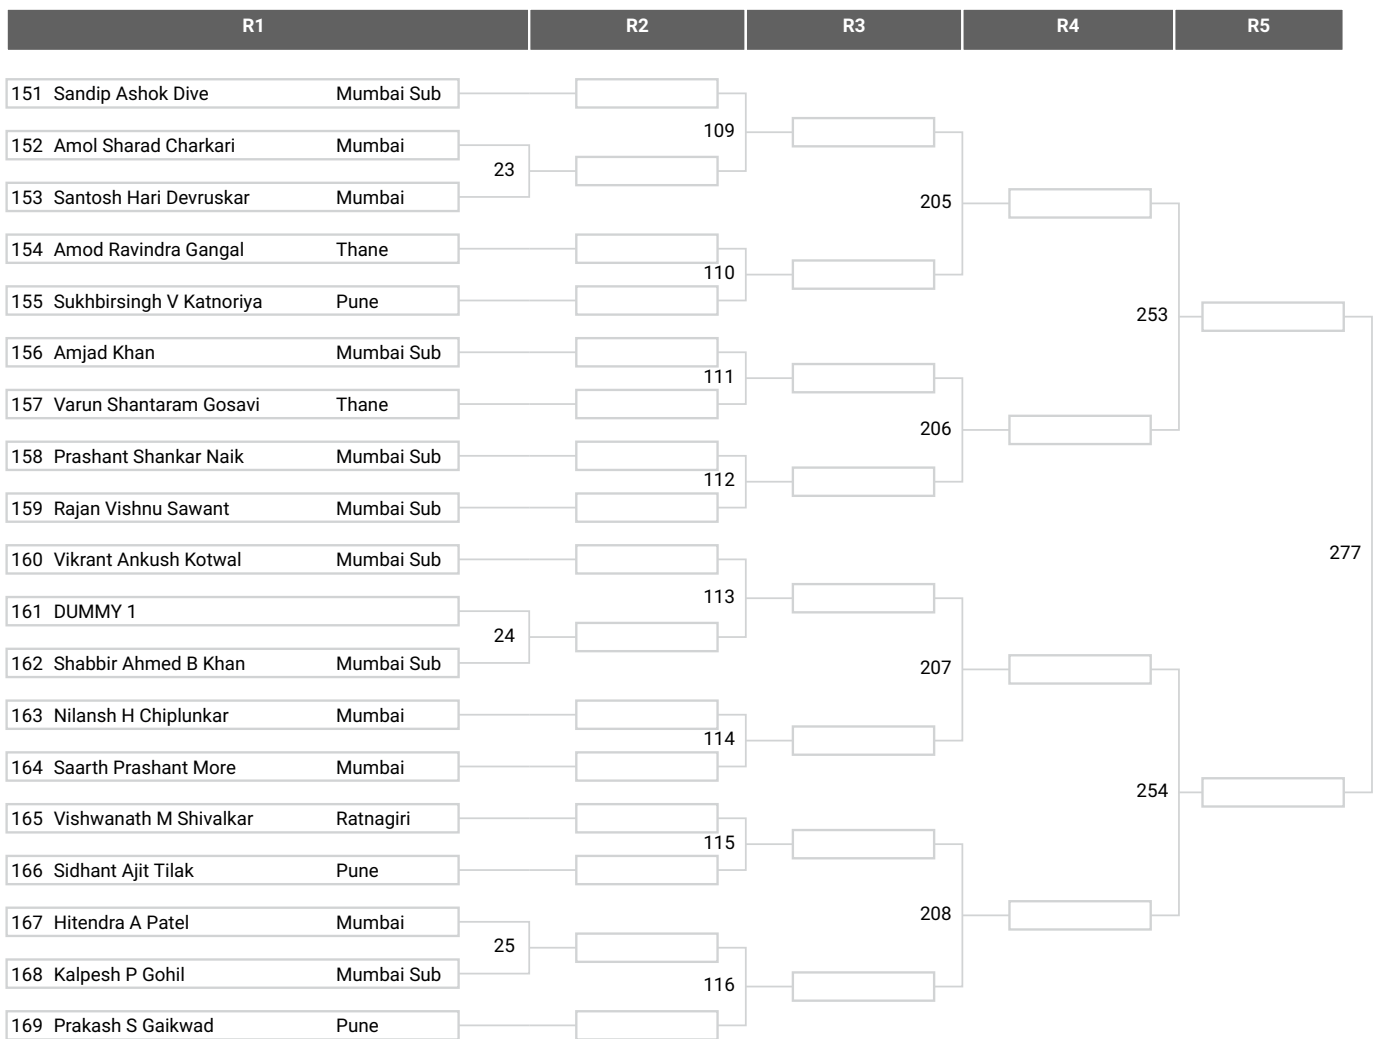 R1 R2 R3 R4 R5
151 Sandip Ashok Dive Mumbai Sub
109
152 Amol Sharad Charkari Mumbai
23
153 Santosh Hari Devruskar Mumbai
205
154 Amod Ravindra Gangal Thane
110
155 Sukhbirsingh V Katnoriya Pune
253
156 Amjad Khan Mumbai Sub
111
157 Varun Shantaram Gosavi Thane
206
158 Prashant Shankar Naik Mumbai Sub
112
159 Rajan Vishnu Sawant Mumbai Sub
277
160 Vikrant Ankush Kotwal Mumbai Sub
113
161 DUMMY 1
24
162 Shabbir Ahmed B Khan Mumbai Sub
207
163 Nilansh H Chiplunkar Mumbai
114
164 Saarth Prashant More Mumbai
254
165 Vishwanath M Shivalkar Ratnagiri
115
166 Sidhant Ajit Tilak Pune
208
167 Hitendra A Patel Mumbai
25
168 Kalpesh P Gohil Mumbai Sub
116
169 Prakash S Gaikwad Pune